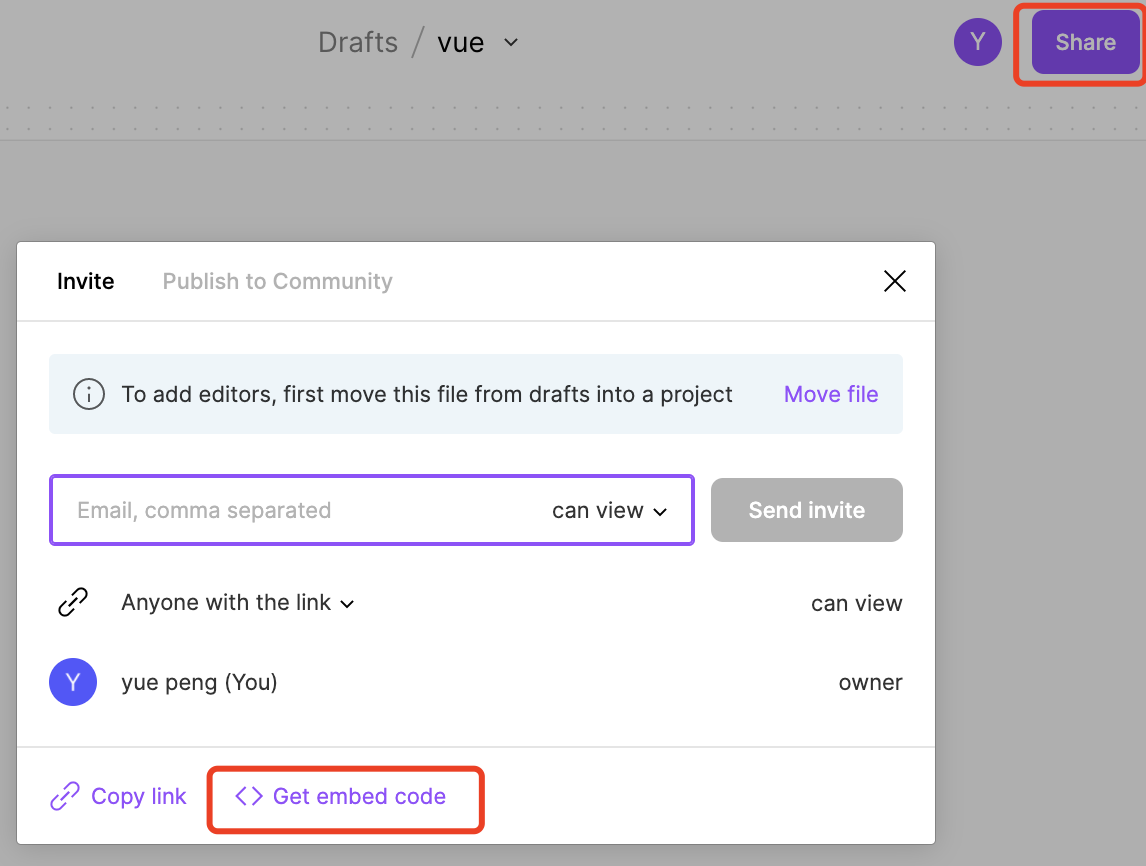 Drafts / vue
Y
Share
Invite
Publish to Community
To add editors, first move this file from drafts into a project
Move file
Email, comma separated
can view
Send invite
Anyone with the link
can view
Y
yue peng (You)
owner
Copy link
<> Get embed code